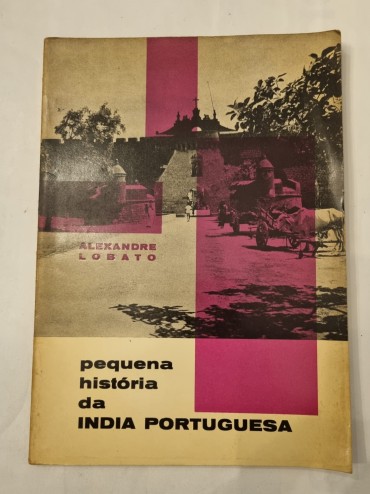 ALEXANDRE
LOBATO
pequena
história
da
INDIA PORTUGUESA